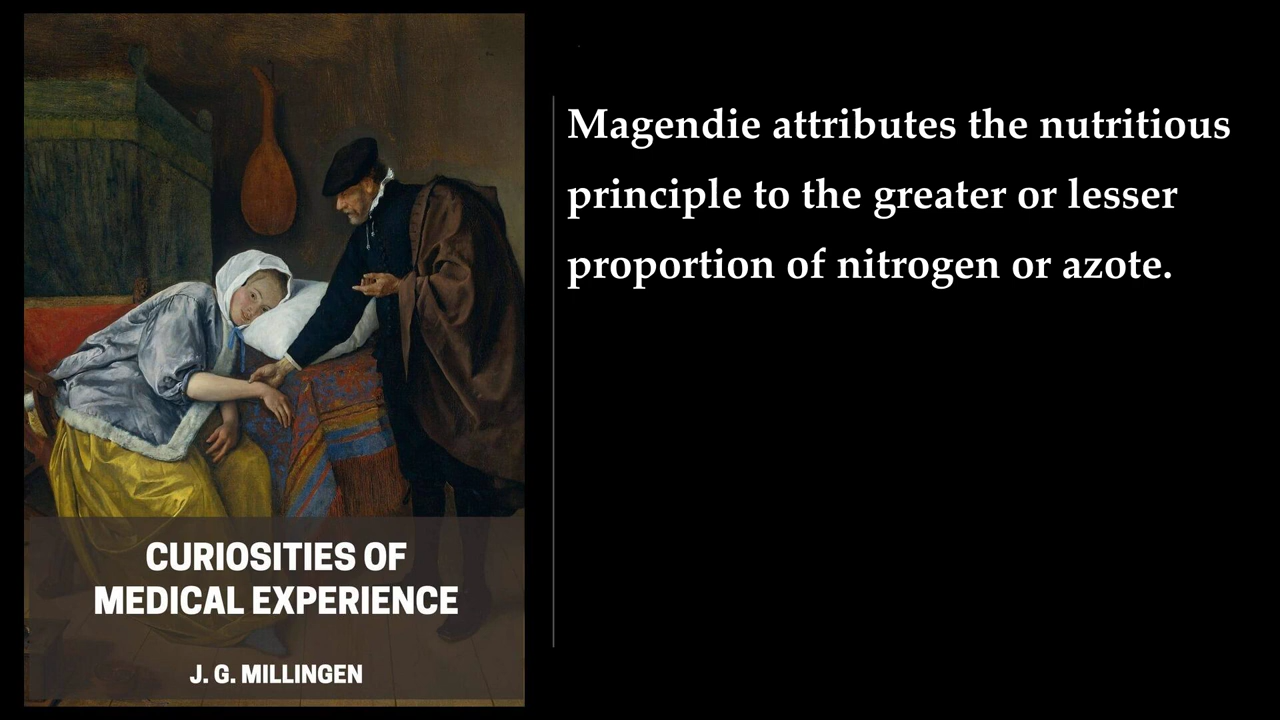 Magendie attributes the nutritious
principle to the greater or lesser
proportion of nitrogen or azote.
CURIOSITIES OF
MEDICAL EXPERIENCE
J. G. MILLINGEN